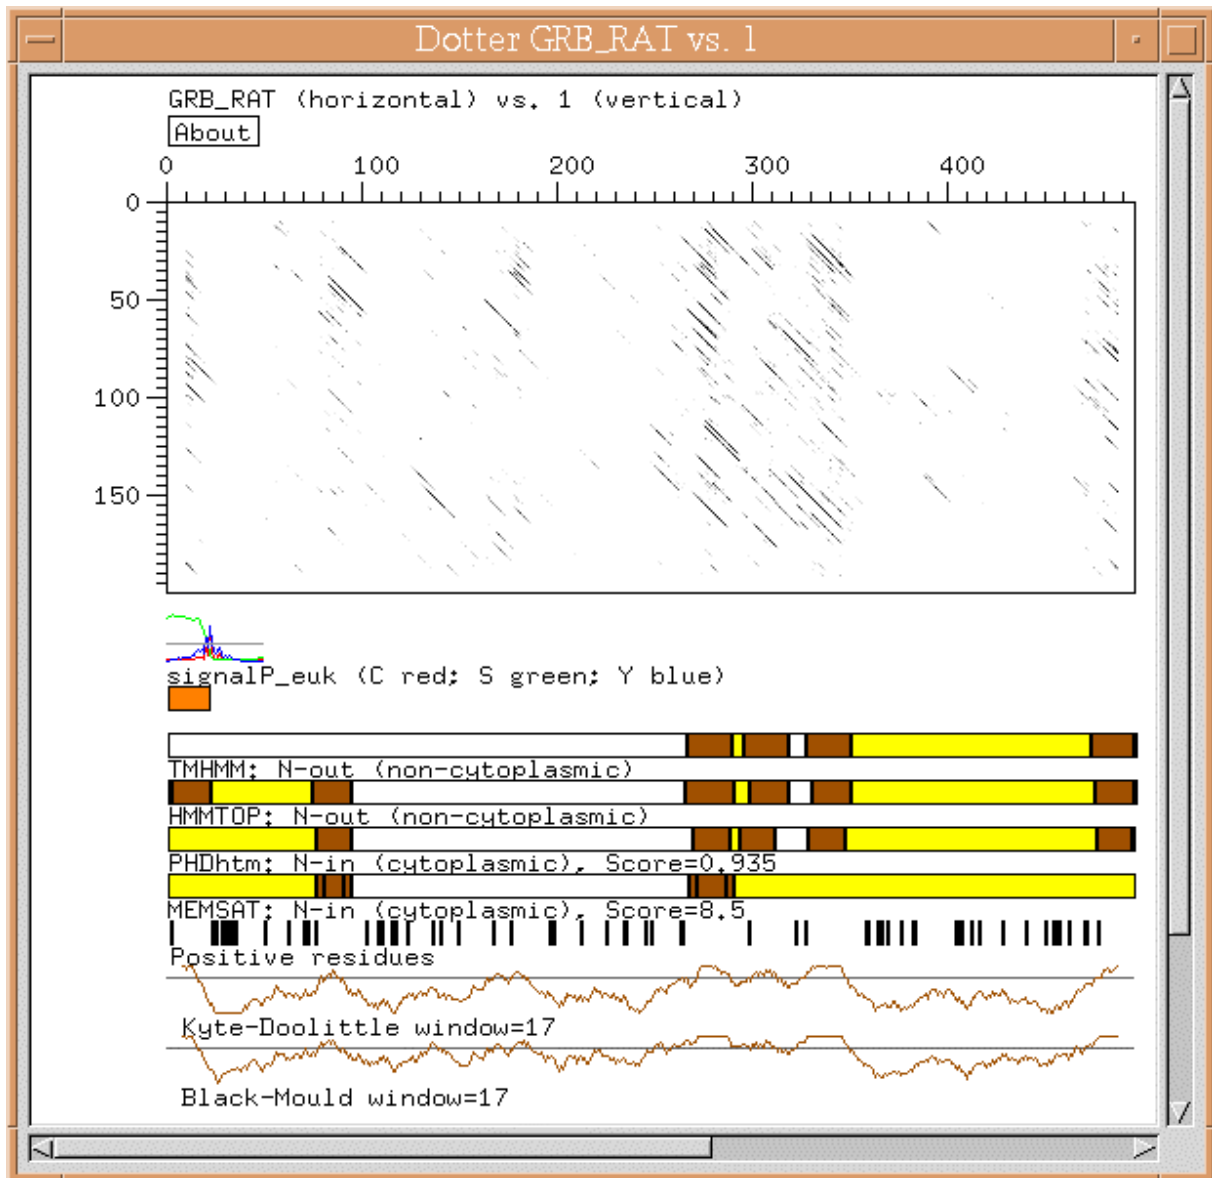 Dotter GRB_RAT vs. 1
GRB_RAT (horizontal) vs. 1 (vertical)
About
0 100 200 300 400
0
50
100
150
signalP_euk (C red; S green; Y blue)
TMHMM: N-out (non-cytoplasmic)
HMMTOP: N-out (non-cytoplasmic)
PHDhtm: N-in (cytoplasmic), Score=0.935
MEMSAT: N-in (cytoplasmic), Score=8.5
Positive residues
Kyte-Doolittle window=17
Black-Mould window=17